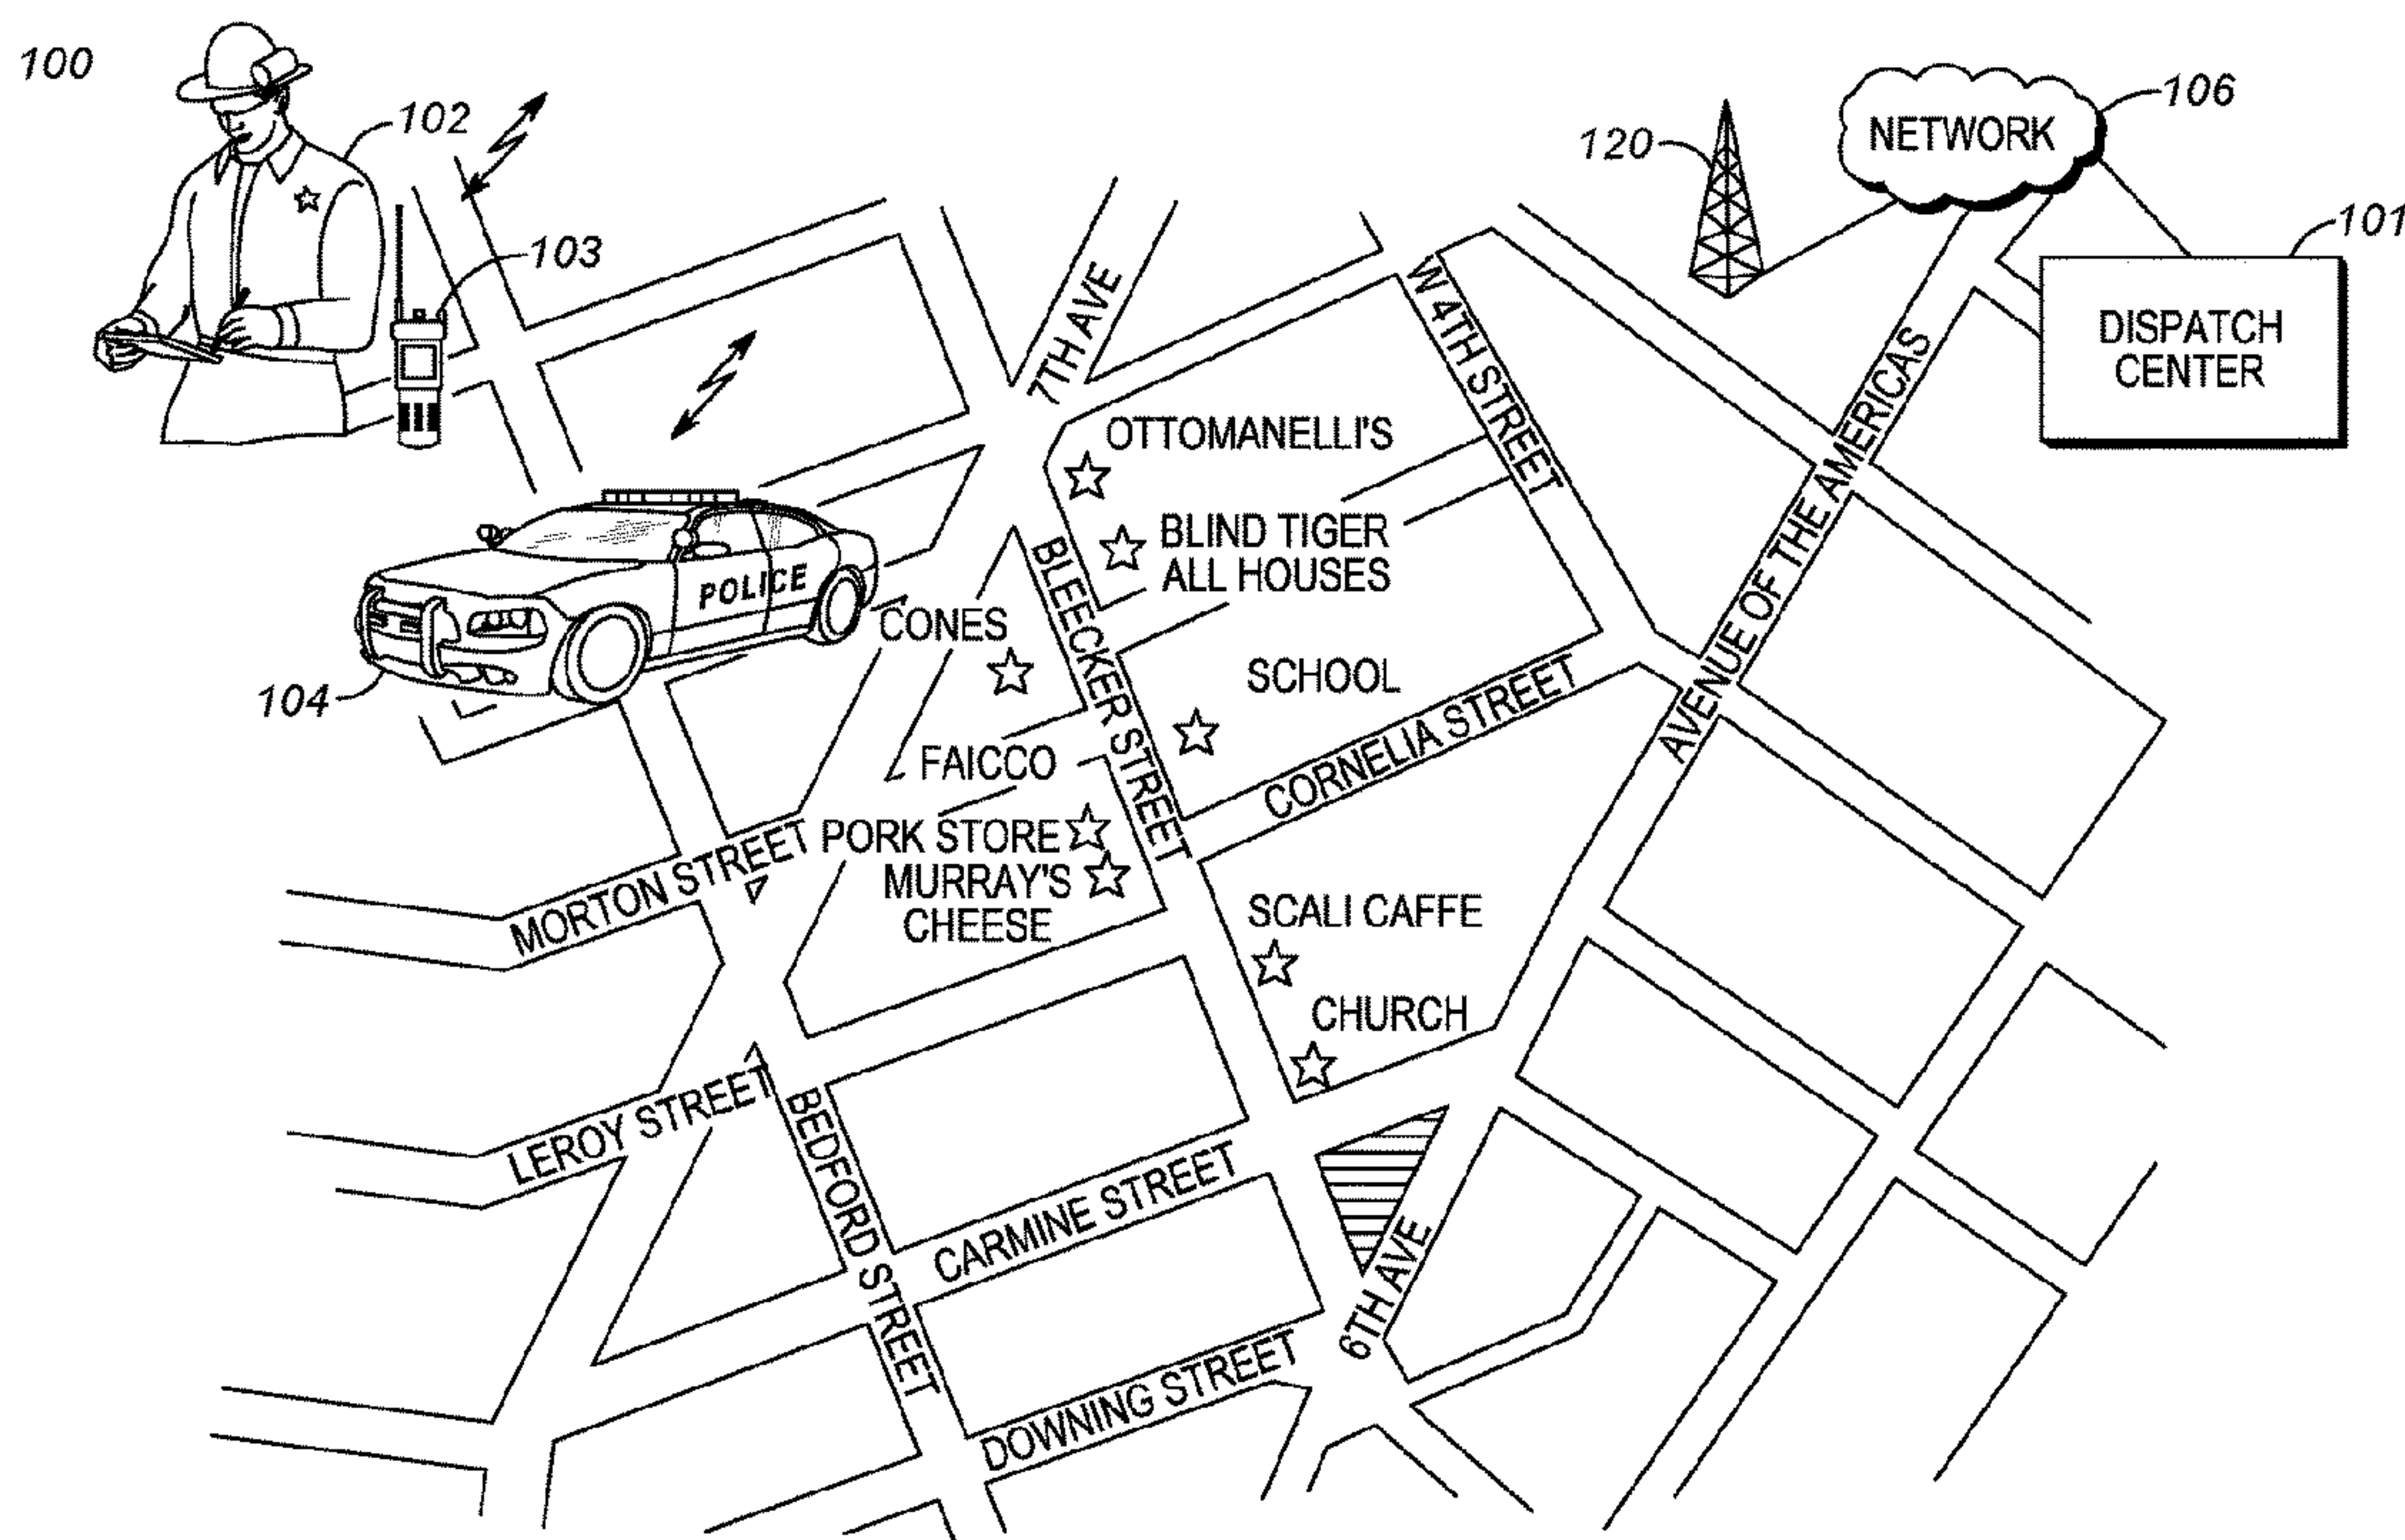 100
102
103
120
NETWORK
106
101
DISPATCH
CENTER
7TH AVE
W 4TH STREET
AVENUE OF THE AMERICAS
OTTOMANELLI'S
BLIND TIGER
ALL HOUSES
BLEECKER STREET
POLICE
CONES
104
SCHOOL
CORNELIA STREET
FAICCO
PORK STORE
MURRAY'S
CHEESE
MORTON STREET
SCALI CAFFE
CHURCH
LEROY STREET
BEDFORD STREET
CARMINE STREET
6TH AVE
DOWNING STREET